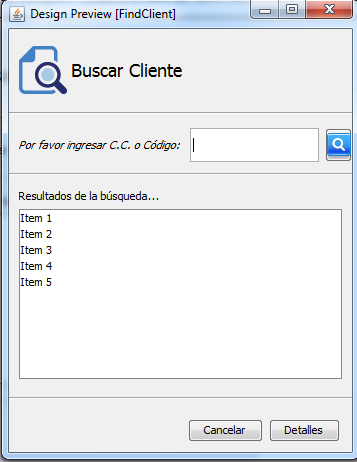 Design Preview [FindClient]
Buscar Cliente
Por favor ingresar C.C. o Código:
Resultados de la búsqueda...
Item 1
Item 2
Item 3
Item 4
Item 5
Cancelar
Detalles